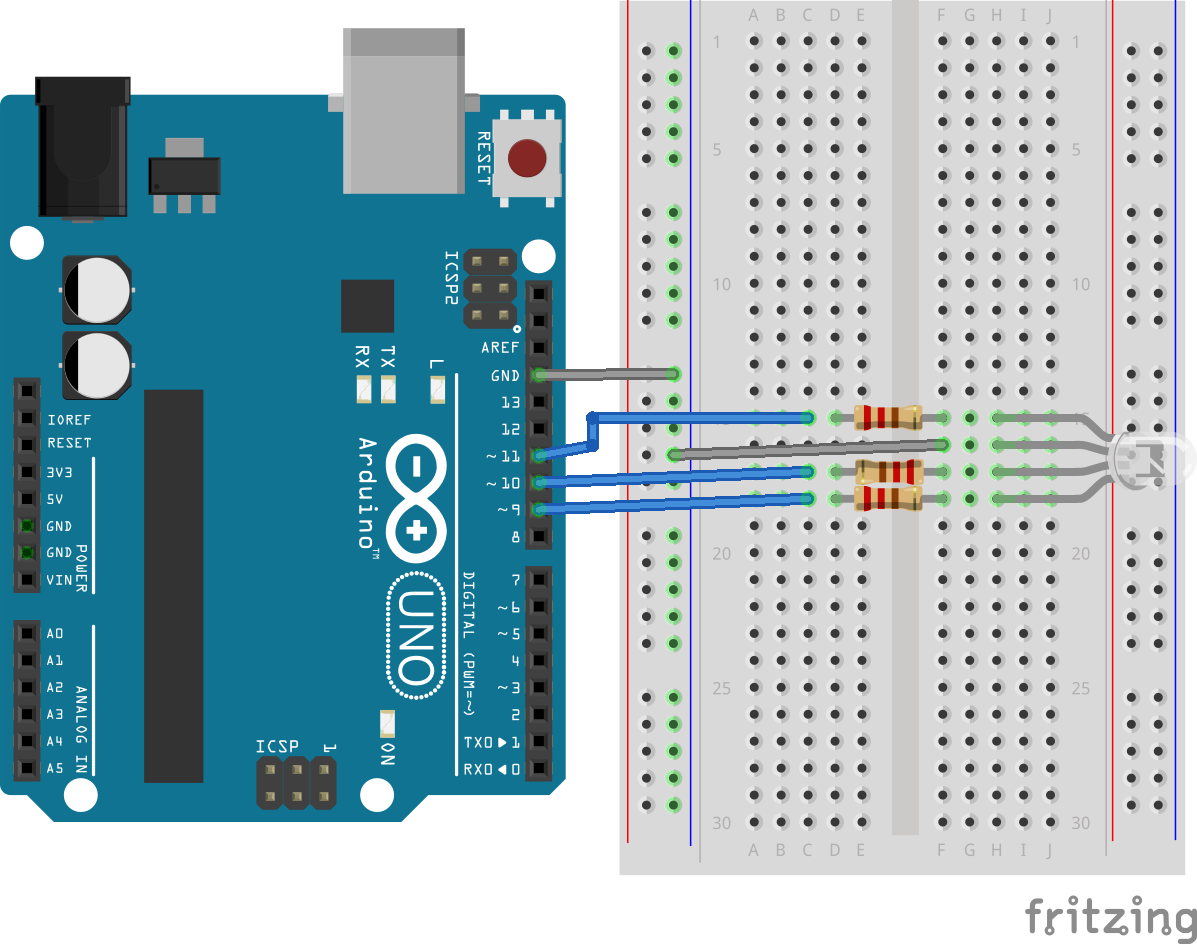 A B C D E F G H I J
1 1
5 5
10 10
20 20
25 25
30 30
A B C D E F G H I J
RESET
ICSP2
AREF
GND
13
12
~11
~10
~9
8
7
~6
~5
4
~3
2
TX0▶1
RX0◀0
DIGITAL (PWM=~)
RX TX L
Arduino™
UNO
ON
ICSP 1
IOREF
RESET
3V3
5V
GND
GND
VIN
POWER
A0
A1
A2
A3
A4
A5
ANALOG IN
fritzing